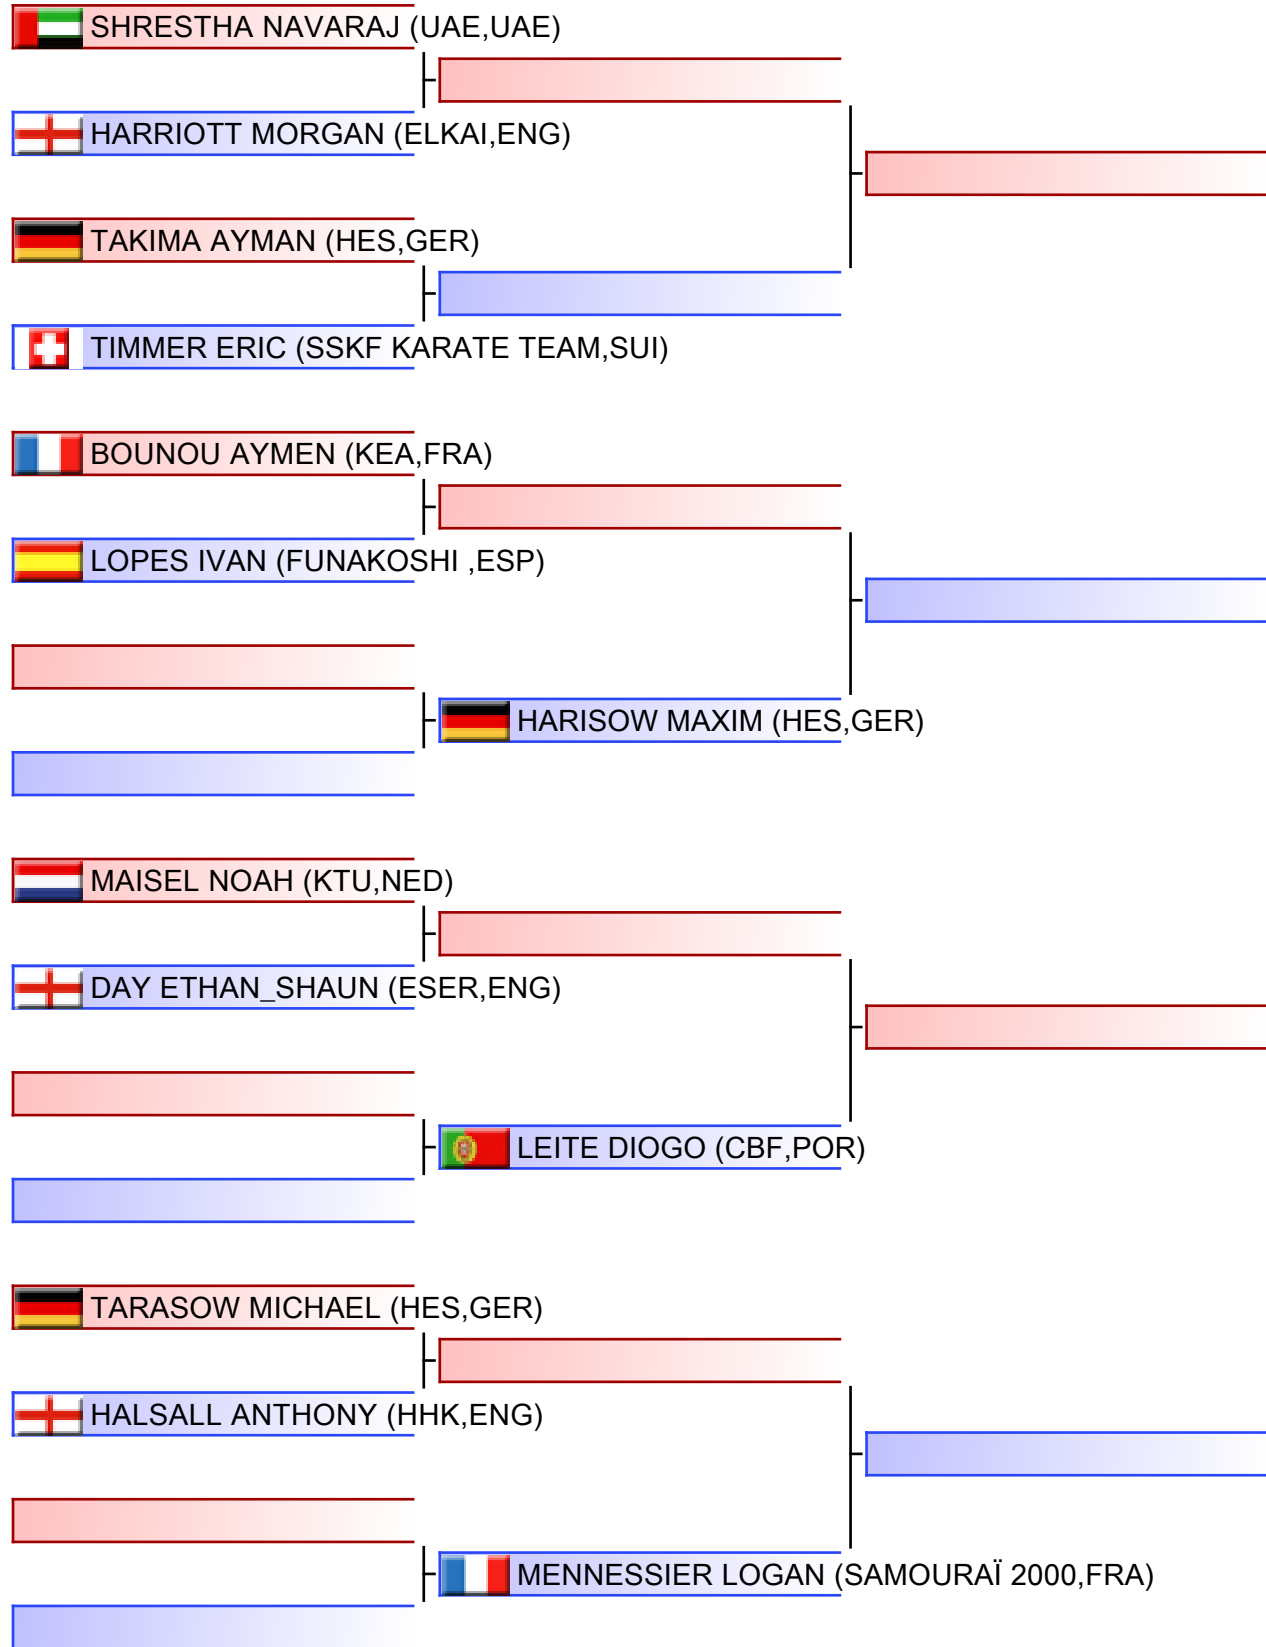 SHRESTHA NAVARAJ (UAE,UAE)
HARRIOTT MORGAN (ELKAI,ENG)
TAKIMA AYMAN (HES,GER)
TIMMER ERIC (SSKF KARATE TEAM,SUI)
BOUNOU AYMEN (KEA,FRA)
LOPES IVAN (FUNAKOSHI ,ESP)
HARISOW MAXIM (HES,GER)
MAISEL NOAH (KTU,NED)
DAY ETHAN_SHAUN (ESER,ENG)
LEITE DIOGO (CBF,POR)
TARASOW MICHAEL (HES,GER)
HALSALL ANTHONY (HHK,ENG)
MENNESSIER LOGAN (SAMOURAÏ 2000,FRA)